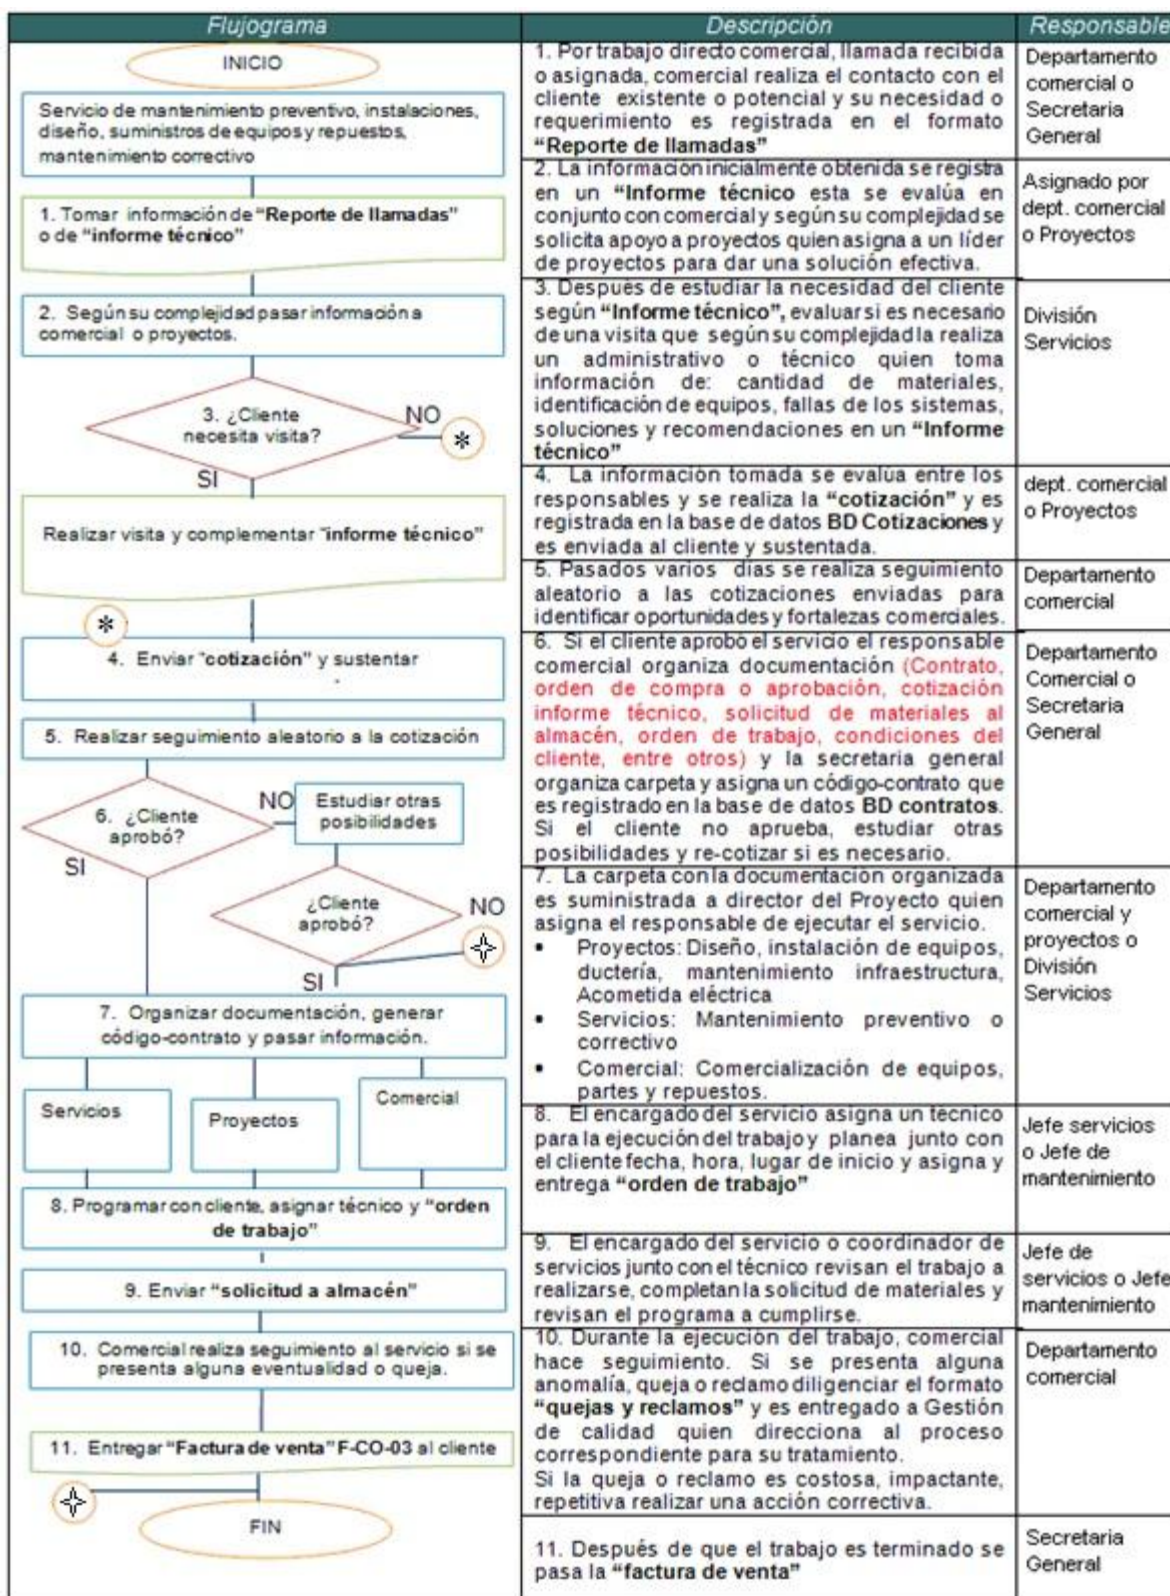 Flujograma
Descripción
Responsable
INICIO
Servicio de mantenimiento preventivo, instalaciones,
diseño, suministros de equipos y repuestos,
mantenimiento correctivo
1. Tomar información de “Reporte de llamadas”
o de “informe técnico”
2. Según su complejidad pasar información a
comercial o proyectos.
3. ¿Cliente
necesita visita?
NO
*
SI
Realizar visita y complementar “informe técnico”
*
4. Enviar “cotización” y sustentar
5. Realizar seguimiento aleatorio a la cotización
6. ¿Cliente
aprobó?
NO
SI
Estudiar otras
posibilidades
¿Cliente
aprobó?
NO
SI
7. Organizar documentación, generar
código-contrato y pasar información.
Servicios
Proyectos
Comercial
8. Programar con cliente, asignar técnico y “orden
de trabajo”
9. Enviar “solicitud a almacén”
10. Comercial realiza seguimiento al servicio si se
presenta alguna eventualidad o queja.
11. Entregar “Factura de venta” F-CO-03 al cliente
FIN
1. Por trabajo directo comercial, llamada recibida
o asignada, comercial realiza el contacto con el
cliente existente o potencial y su necesidad o
requerimiento es registrada en el formato
“Reporte de llamadas”
Departamento
comercial o
Secretaria
General
2. La información inicialmente obtenida se registra
en un “Informe técnico esta se evalúa en
conjunto con comercial y según su complejidad se
solicita apoyo a proyectos quien asigna a un líder
de proyectos para dar una solución efectiva.
Asignado por
dept. comercial
o Proyectos
3. Después de estudiar la necesidad del cliente
según “Informe técnico”, evaluar si es necesario
de una visita que según su complejidad la realiza
un administrativo o técnico quien toma
información de: cantidad de materiales,
identificación de equipos, fallas de los sistemas,
soluciones y recomendaciones en un “Informe
técnico”
División
Servicios
4. La información tomada se evalúa entre los
responsables y se realiza la “cotización” y es
registrada en la base de datos BD Cotizaciones y
es enviada al cliente y sustentada.
dept. comercial
o Proyectos
5. Pasados varios días se realiza seguimiento
aleatorio a las cotizaciones enviadas para
identificar oportunidades y fortalezas comerciales.
Departamento
comercial
6. Si el cliente aprobó el servicio el responsable
comercial organiza documentación (Contrato,
orden de compra o aprobación, cotización
informe técnico, solicitud de materiales al
almacén, orden de trabajo, condiciones del
cliente, entre otros) y la secretaria general
organiza carpeta y asigna un código-contrato que
es registrado en la base de datos BD contratos.
Si el cliente no aprueba, estudiar otras
posibilidades y re-cotizar si es necesario.
Departamento
Comercial o
Secretaria
General
7. La carpeta con la documentación organizada
es suministrada a director del Proyecto quien
asigna el responsable de ejecutar el servicio.
• Proyectos: Diseño, instalación de equipos,
ductería, mantenimiento infraestructura,
Acometida eléctrica
• Servicios: Mantenimiento preventivo o
correctivo
• Comercial: Comercialización de equipos,
partes y repuestos.
Departamento
comercial y
proyectos o
División
Servicios
8. El encargado del servicio asigna un técnico
para la ejecución del trabajo y planea junto con
el cliente fecha, hora, lugar de inicio y asigna y
entrega “orden de trabajo”
Jefe servicios
o Jefe de
mantenimiento
9. El encargado del servicio o coordinador de
servicios junto con el técnico revisan el trabajo a
realizarse, completan la solicitud de materiales y
revisan el programa a cumplirse.
Jefe de
servicios o Jefe
mantenimiento
10. Durante la ejecución del trabajo, comercial
hace seguimiento. Si se presenta alguna
anomalía, queja o reclamo diligenciar el formato
“quejas y reclamos” y es entregado a Gestión
de calidad quien direcciona al proceso
correspondiente para su tratamiento.
Si la queja o reclamo es costosa, impactante,
repetitiva realizar una acción correctiva.
Departamento
comercial
11. Después de que el trabajo es terminado se
pasa la “factura de venta”
Secretaria
General